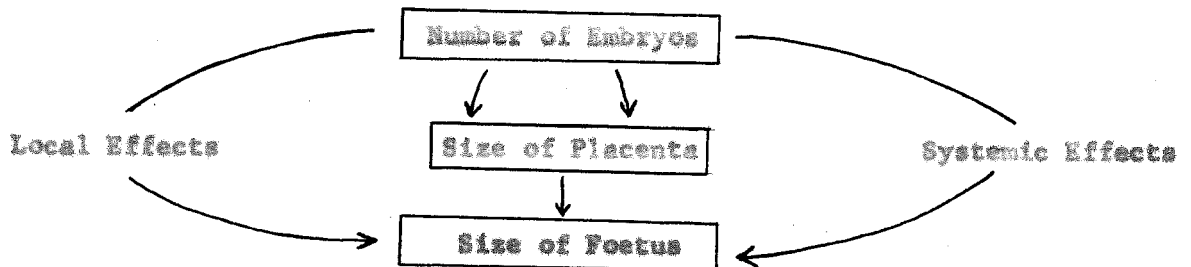 Number of Embryos
Local Effects
Size of Placenta
Systemic Effects
Size of Foetus